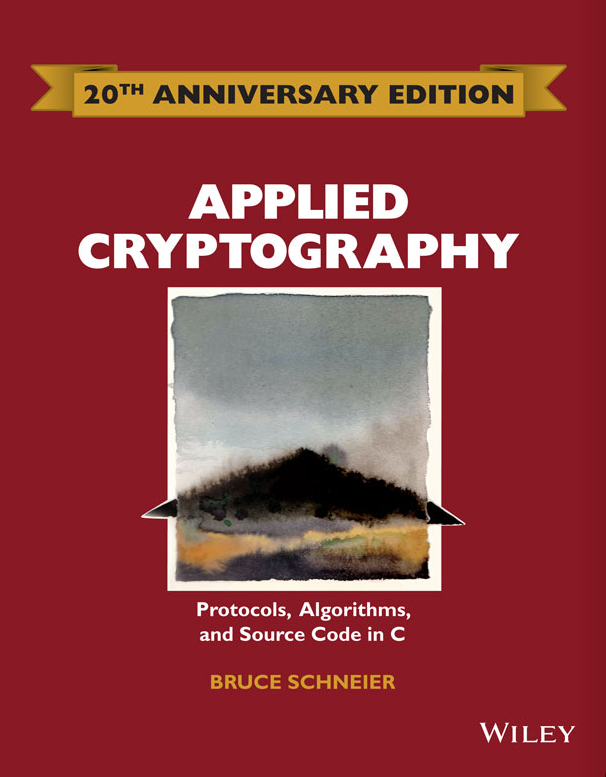 20TH ANNIVERSARY EDITION
APPLIED
CRYPTOGRAPHY
Protocols, Algorithms,
and Source Code in C
BRUCE SCHNEIER
WILEY